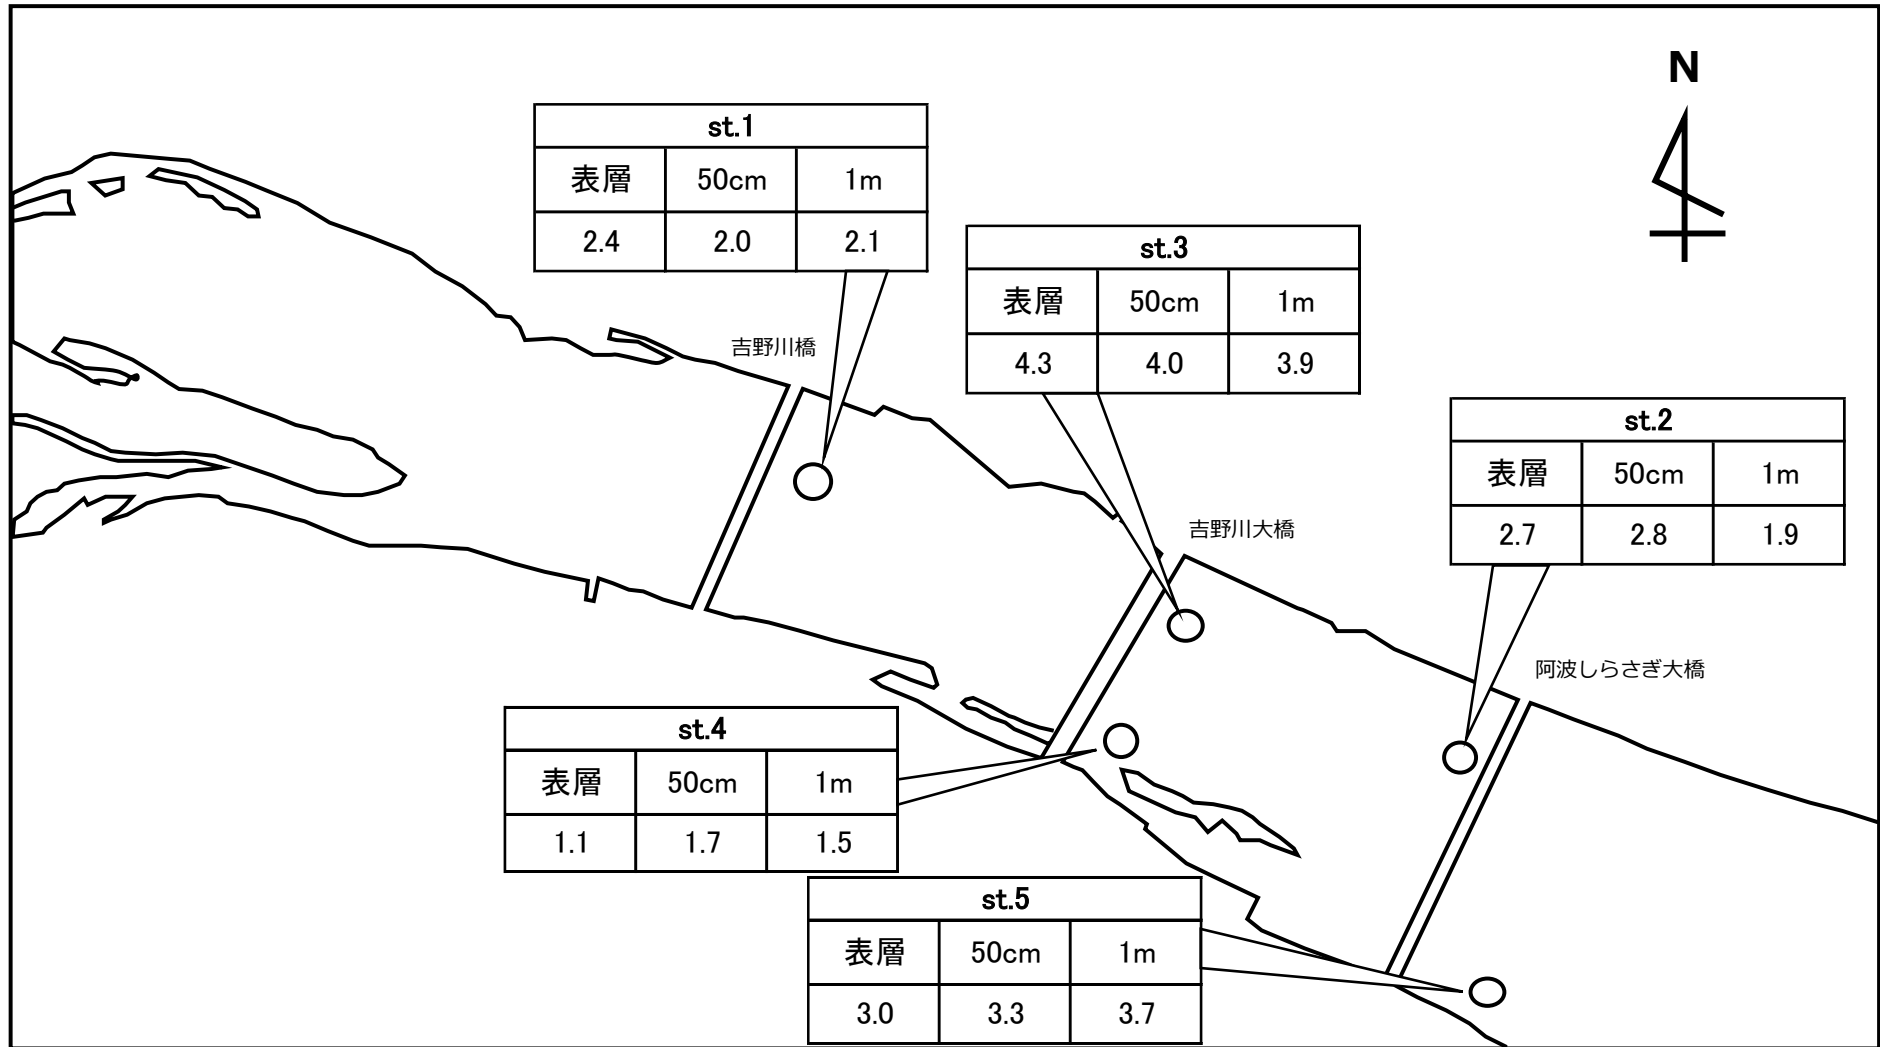 N
st.1
表層 50cm 1m
2.4 2.0 2.1
st.3
表層 50cm 1m
4.3 4.0 3.9
吉野川橋
st.2
表層 50cm 1m
2.7 2.8 1.9
吉野川大橋
阿波しらさぎ大橋
st.4
表層 50cm 1m
1.1 1.7 1.5
st.5
表層 50cm 1m
3.0 3.3 3.7